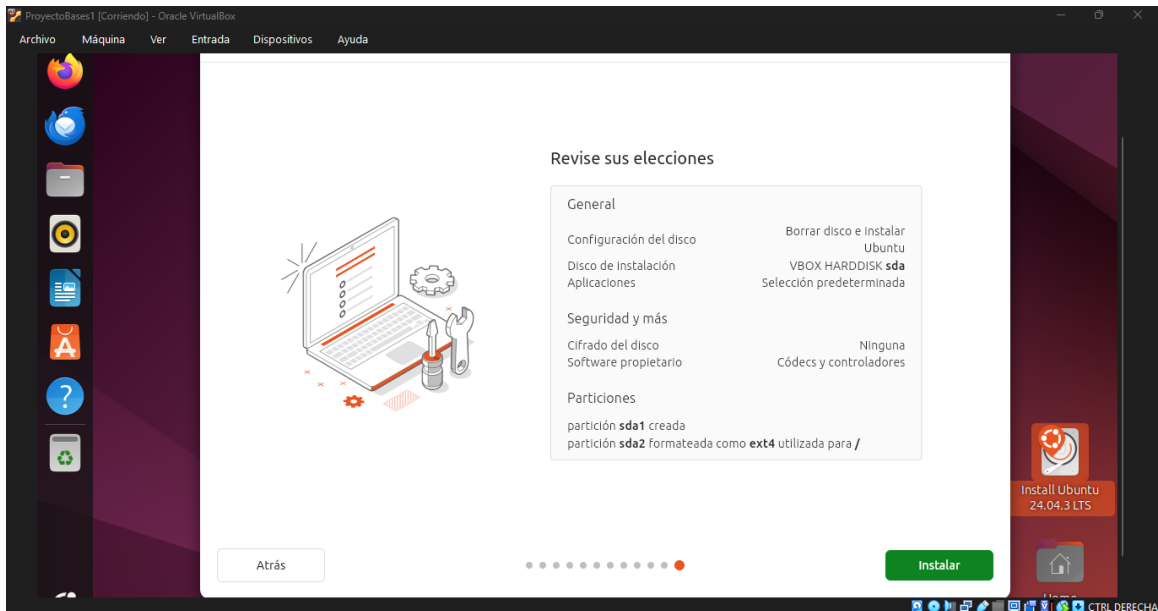 ProyectoBases1 [Corriendo] - Oracle VirtualBox
Archivo Máquina Ver Entrada Dispositivos Ayuda
Revise sus elecciones
General
Configuración del disco Borrar disco e instalar Ubuntu
Disco de instalación VBOX HARDDISK sda
Aplicaciones Selección predeterminada
Seguridad y más
Cifrado del disco Ninguna
Software propietario Códecs y controladores
Particiones
partición sda1 creada
partición sda2 formateada como ext4 utilizada para /
Install Ubuntu
24.04.3 LTS
Atrás
Instalar
CTRL DERECHA